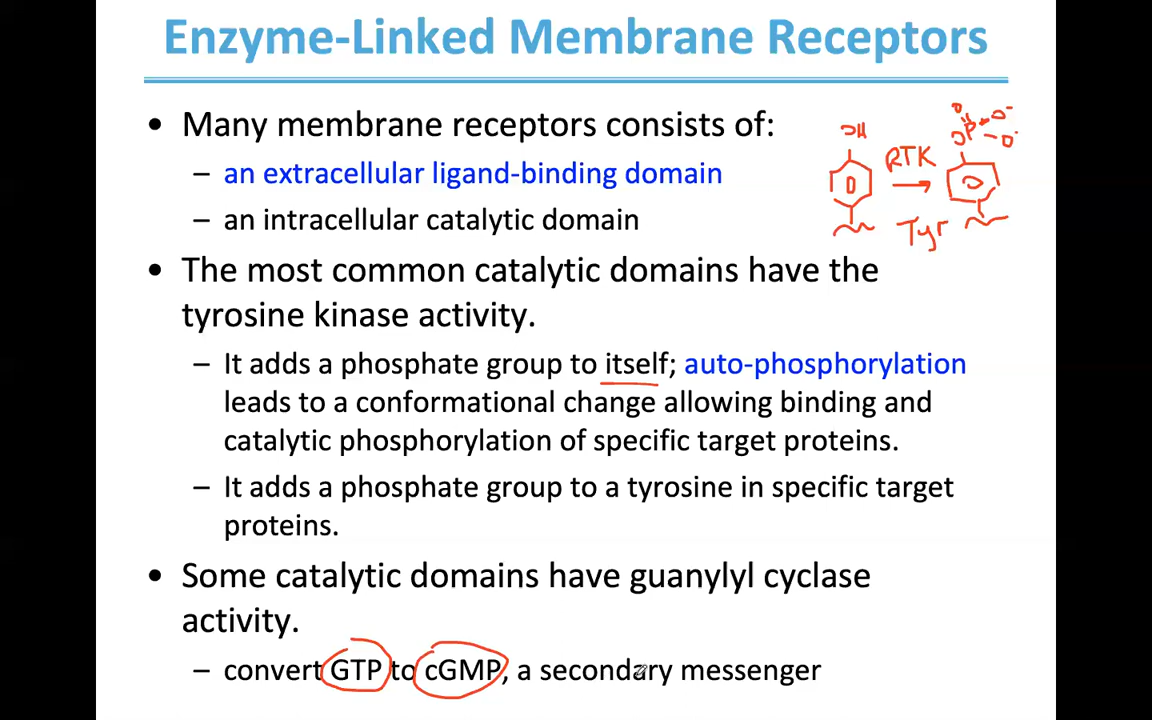 Enzyme-Linked Membrane Receptors
• Many membrane receptors consists of:
– an extracellular ligand-binding domain
– an intracellular catalytic domain
OH
RTK
O
O
P
O⁻
O⁻
Tyr
• The most common catalytic domains have the
tyrosine kinase activity.
– It adds a phosphate group to itself; auto-phosphorylation
leads to a conformational change allowing binding and
catalytic phosphorylation of specific target proteins.
– It adds a phosphate group to a tyrosine in specific target
proteins.
• Some catalytic domains have guanylyl cyclase
activity.
– convert GTP to cGMP, a secondary messenger